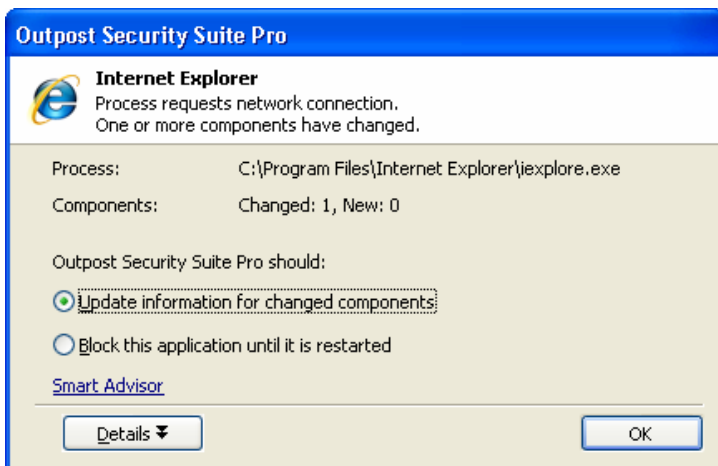 Outpost Security Suite Pro
Internet Explorer
Process requests network connection.
One or more components have changed.
Process: C:\Program Files\Internet Explorer\iexplore.exe
Components: Changed: 1, New: 0
Outpost Security Suite Pro should:
Update information for changed components
Block this application until it is restarted
Smart Advisor
Details
OK